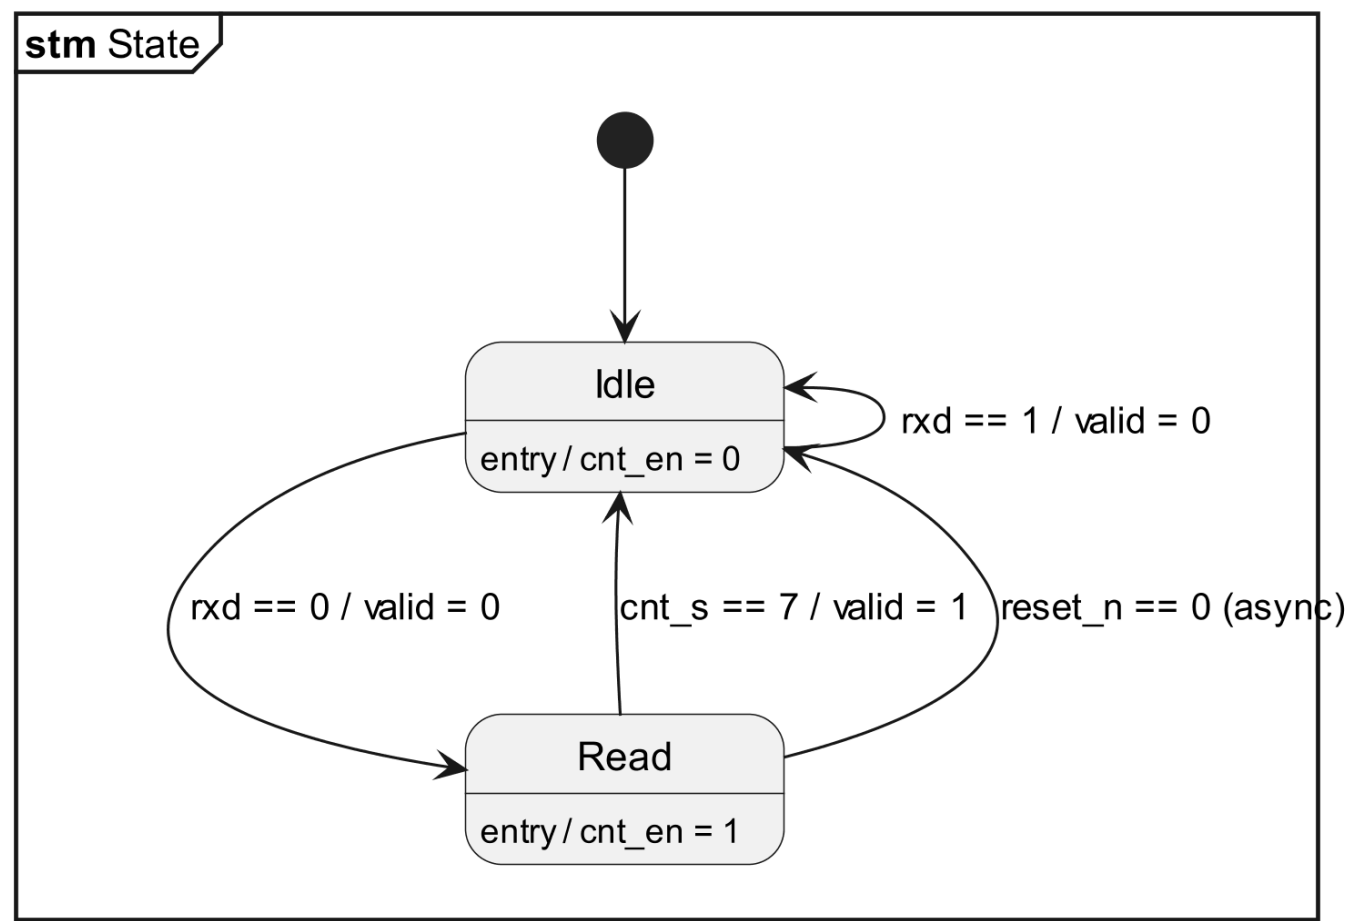 stm State
Idle
entry / cnt_en = 0
rxd == 1 / valid = 0
rxd == 0 / valid = 0
cnt_s == 7 / valid = 1
reset_n == 0 (async)
Read
entry / cnt_en = 1